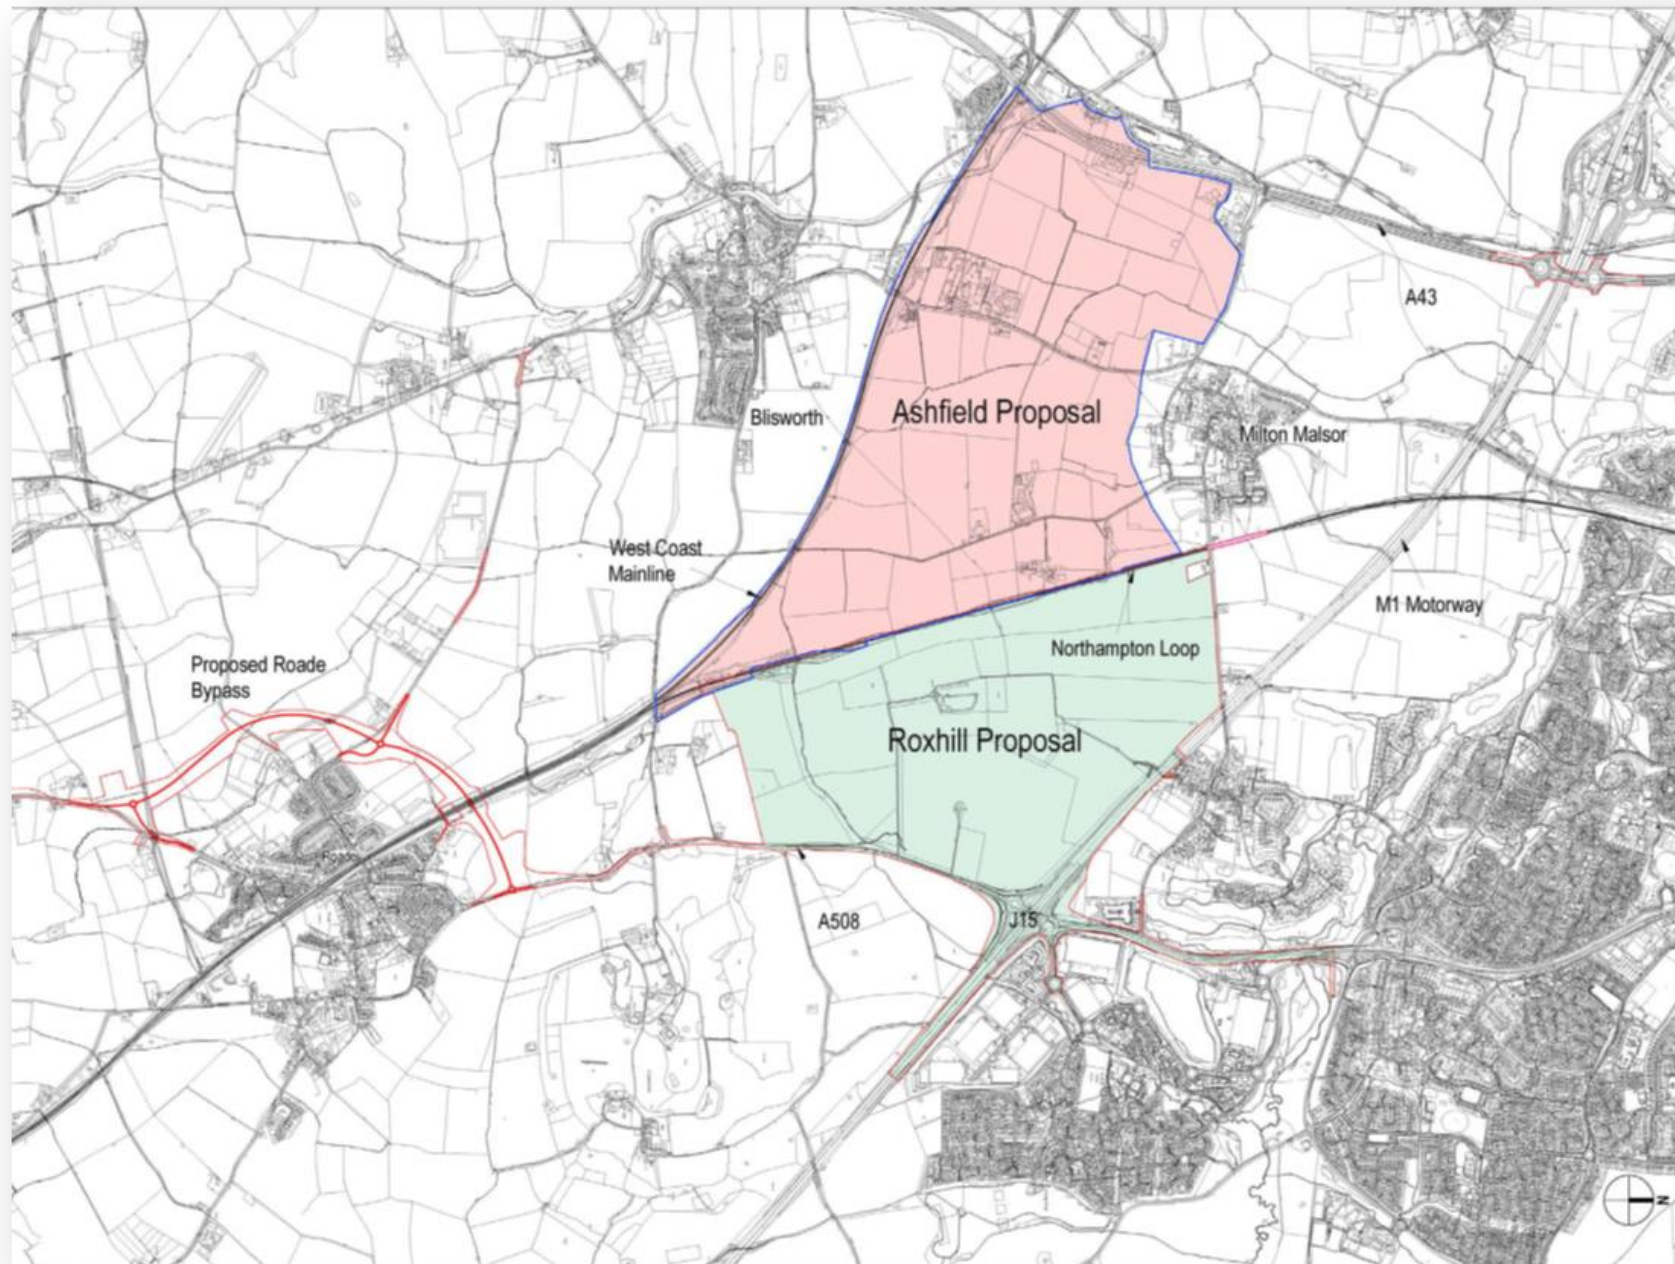 A43
Ashfield Proposal
Blisworth
Milton Malsor
West Coast
Mainline
M1 Motorway
Northampton Loop
Proposed Roade
Bypass
Roxhill Proposal
Roade
A508
J15
N